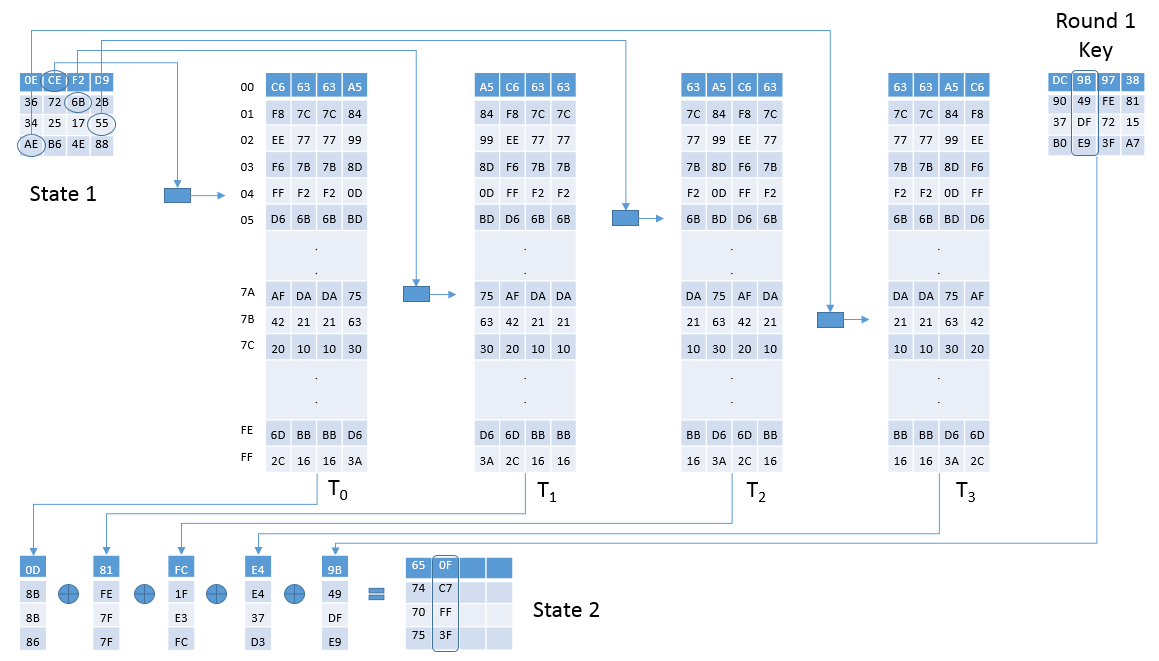 Round 1
Key
0E CE F2 D9
36 72 6B 2B
34 25 17 55
AE B6 4E 88
State 1
DC 9B 97 38
90 49 FE 81
37 DF 72 15
B0 E9 3F A7
00 C6 63 63 A5 A5 C6 63 63 63 A5 C6 63 63 63 A5 C6
01 F8 7C 7C 84 84 F8 7C 7C 7C 84 F8 7C 7C 7C 84 F8
02 EE 77 77 99 99 EE 77 77 77 99 EE 77 77 77 99 EE
03 F6 7B 7B 8D 8D F6 7B 7B 7B 8D F6 7B 7B 7B 8D F6
04 FF F2 F2 0D 0D FF F2 F2 F2 0D FF F2 F2 F2 0D FF
05 D6 6B 6B BD BD D6 6B 6B 6B BD D6 6B 6B 6B BD D6
. . . .
. . . .
7A AF DA DA 75 75 AF DA DA DA 75 AF DA DA DA 75 AF
7B 42 21 21 63 63 42 21 21 21 63 42 21 21 21 63 42
7C 20 10 10 30 30 20 10 10 10 30 20 10 10 10 30 20
. . . .
. . . .
FE 6D BB BB D6 D6 6D BB BB BB D6 6D BB BB BB D6 6D
FF 2C 16 16 3A 3A 2C 16 16 16 3A 2C 16 16 16 3A 2C
T0 T1 T2 T3
0D 81 FC E4 9B 65 0F
8B FE 1F E4 49 74 C7
8B 7F E3 37 DF 70 FF
86 7F FC D3 E9 75 3F
⊕ ⊕ ⊕ ⊕ =
State 2